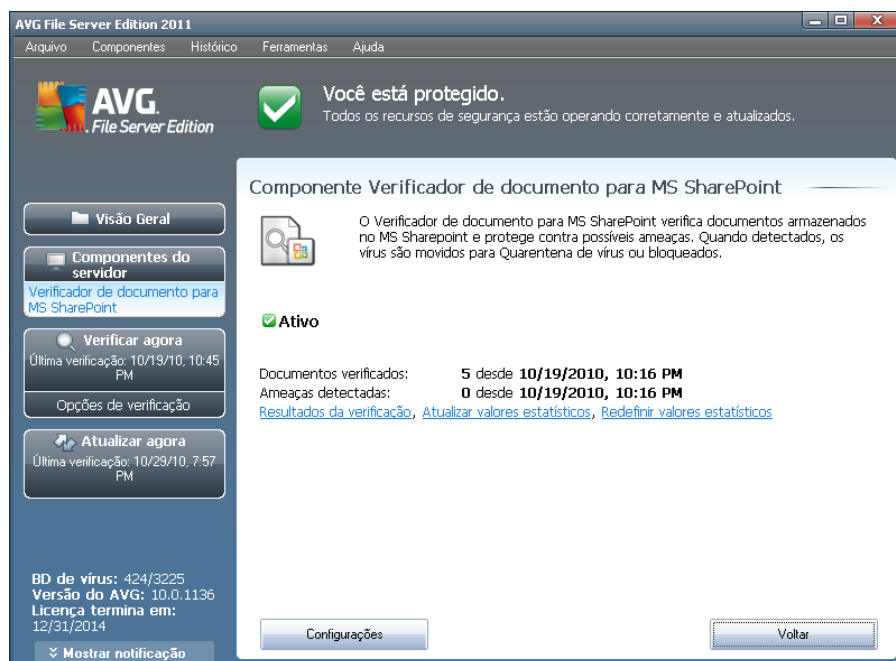 AVG File Server Edition 2011
Arquivo Componentes Histórico Ferramentas Ajuda
AVG.
File Server Edition
Você está protegido.
Todos os recursos de segurança estão operando corretamente e atualizados.
Visão Geral
Componentes do
servidor
Verificador de documento para
MS SharePoint
Verificar agora
Última verificação: 10/19/10, 10:45
PM
Opções de verificação
Atualizar agora
Última verificação: 10/29/10, 7:57
PM
BD de vírus: 424/3225
Versão do AVG: 10.0.1136
Licença termina em:
12/31/2014
Mostrar notificação
Componente Verificador de documento para MS SharePoint
O Verificador de documento para MS SharePoint verifica documentos armazenados
no MS Sharepoint e protege contra possíveis ameaças. Quando detectados, os
vírus são movidos para Quarentena de vírus ou bloqueados.
Ativo
Documentos verificados: 5 desde 10/19/2010, 10:16 PM
Ameaças detectadas: 0 desde 10/19/2010, 10:16 PM
Resultados da verificação, Atualizar valores estatísticos, Redefinir valores estatísticos
Configurações
Voltar